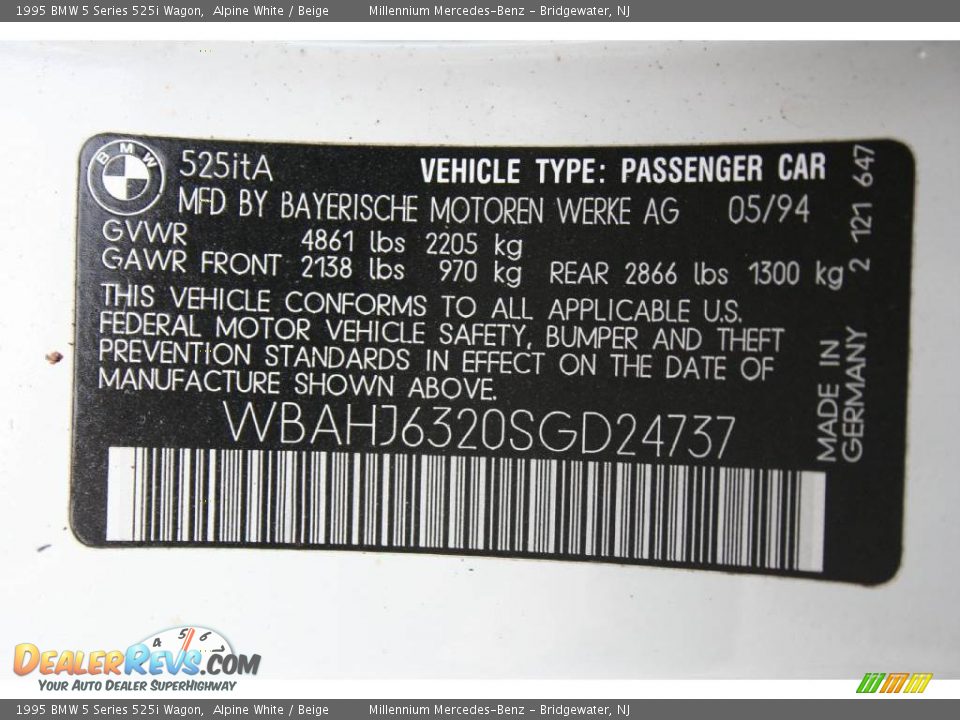 1995 BMW 5 Series 525i Wagon, Alpine White / Beige Millennium Mercedes-Benz - Bridgewater, NJ
BMW
525itA VEHICLE TYPE: PASSENGER CAR
MFD BY BAYERISCHE MOTOREN WERKE AG 05/94
GVWR 4861 lbs 2205 kg
GAWR FRONT 2138 lbs 970 kg REAR 2866 lbs 1300 kg
THIS VEHICLE CONFORMS TO ALL APPLICABLE U.S.
FEDERAL MOTOR VEHICLE SAFETY, BUMPER AND THEFT
PREVENTION STANDARDS IN EFFECT ON THE DATE OF
MANUFACTURE SHOWN ABOVE.
WBAHJ6320SGD24737
2 121 647
MADE IN
GERMANY
4 5 6
DEALERREVS.COM
YOUR AUTO DEALER SUPERHIGHWAY
1995 BMW 5 Series 525i Wagon, Alpine White / Beige Millennium Mercedes-Benz - Bridgewater, NJ